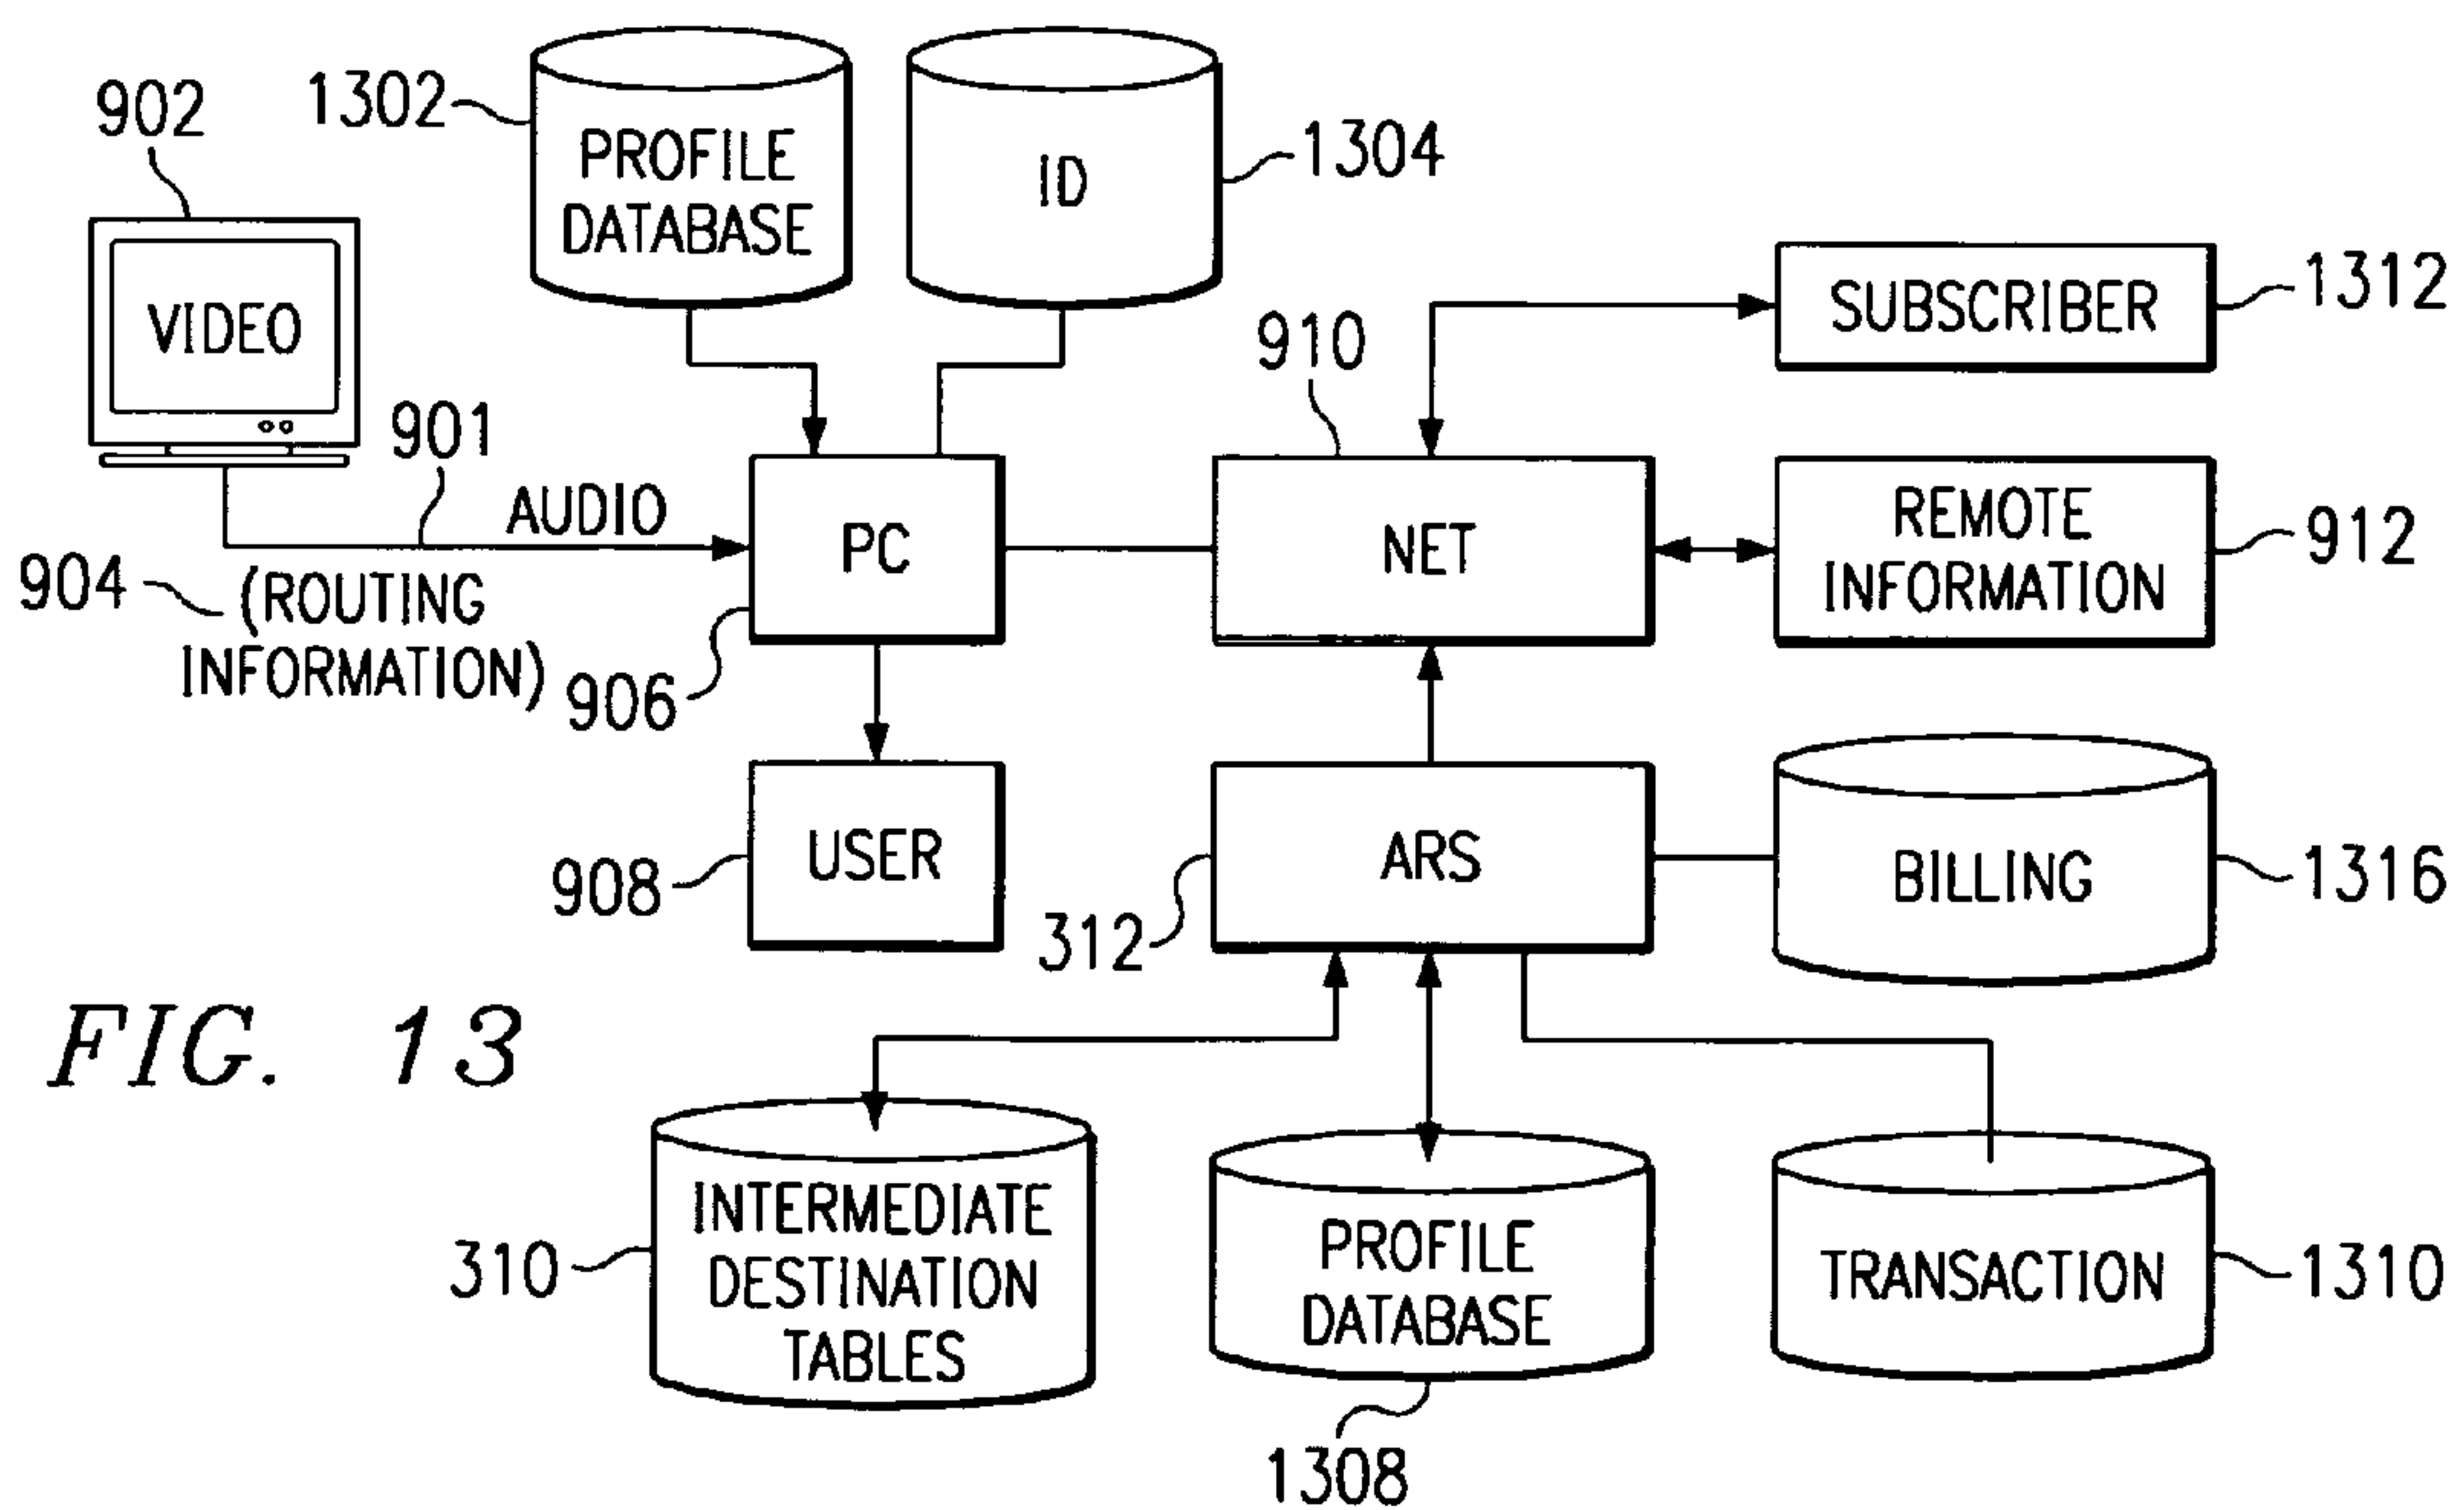 902
1302
PROFILE
DATABASE
ID
1304
VIDEO
901
AUDIO
904
(ROUTING
INFORMATION)
906
PC
910
NET
SUBSCRIBER
1312
REMOTE
INFORMATION
912
USER
908
ARS
312
BILLING
1316
FIG. 13
INTERMEDIATE
DESTINATION
TABLES
310
PROFILE
DATABASE
1308
TRANSACTION
1310